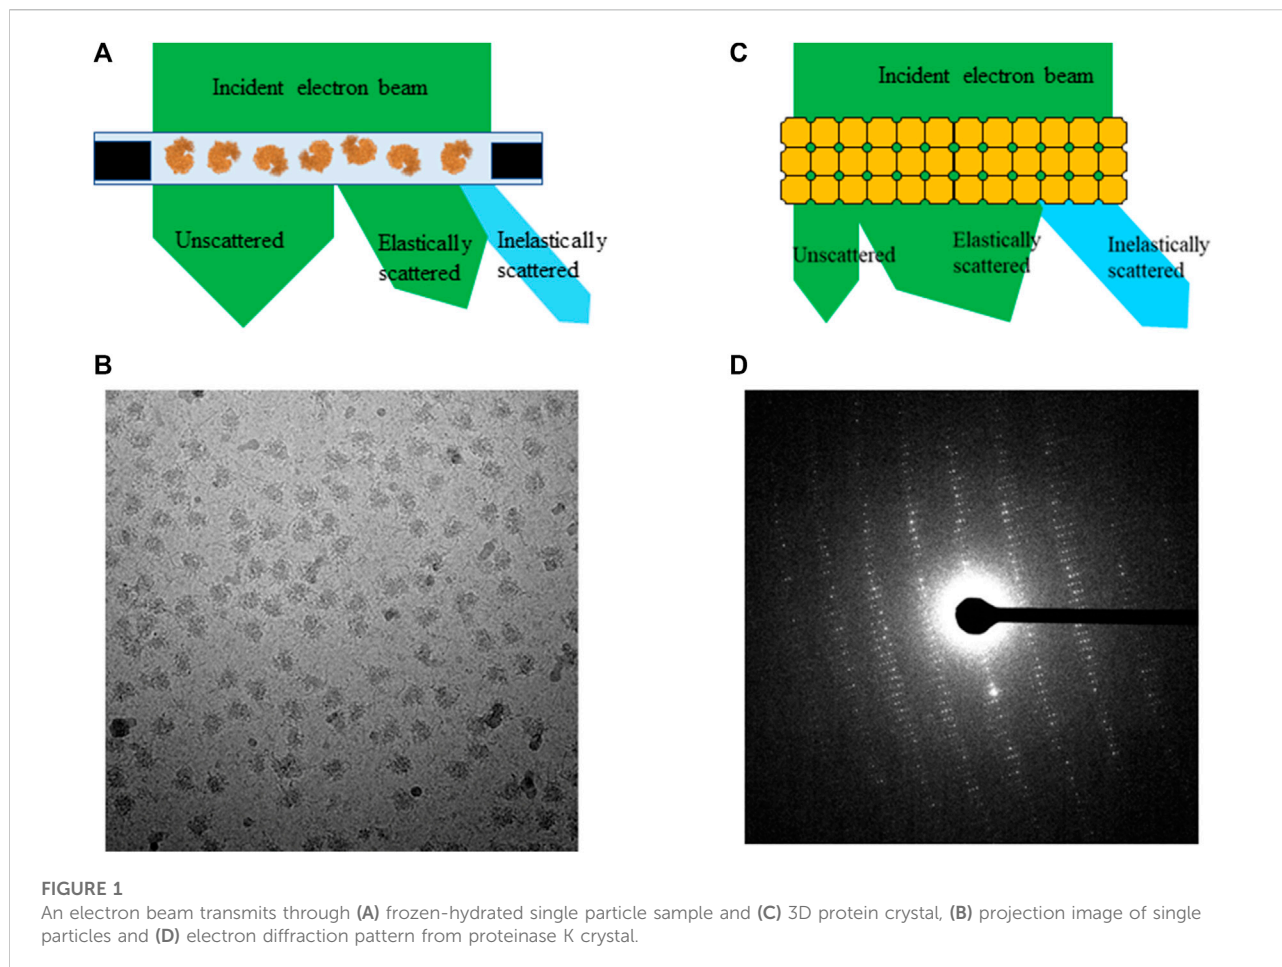 A
Incident electron beam
Unscattered
Elastically
scattered
Inelastically
scattered
C
Incident electron beam
Unscattered
Elastically
scattered
Inelastically
scattered
B
D
FIGURE 1
An electron beam transmits through (A) frozen-hydrated single particle sample and (C) 3D protein crystal, (B) projection image of single
particles and (D) electron diffraction pattern from proteinase K crystal.